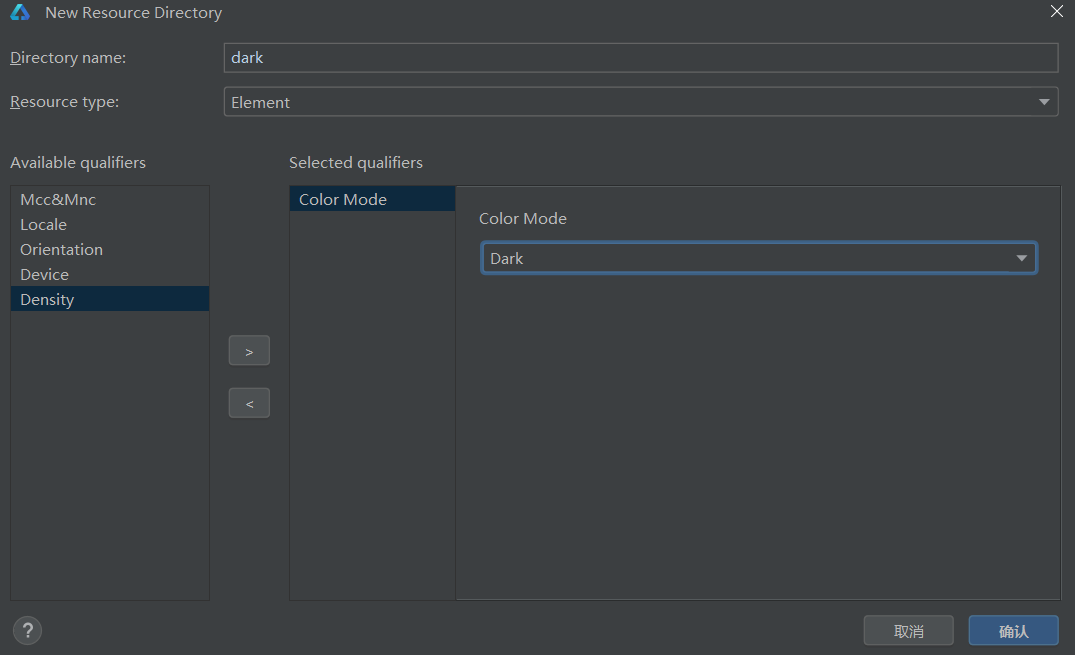 New Resource Directory
Directory name:
dark
Resource type:
Element
Available qualifiers
Selected qualifiers
Mcc&Mnc
Locale
Orientation
Device
Density
>
<
Color Mode
Color Mode
Dark
?
取消
确认